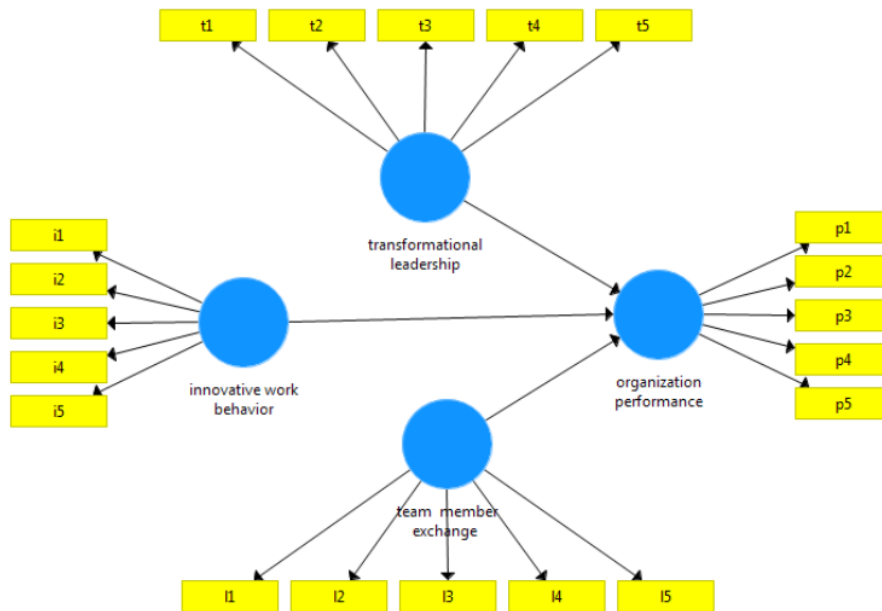 t1 t2 t3 t4 t5
transformational
leadership
i1
i2
i3
i4
i5
innovative work
behavior
p1
p2
p3
p4
p5
organization
performance
team member
exchange
l1 l2 l3 l4 l5